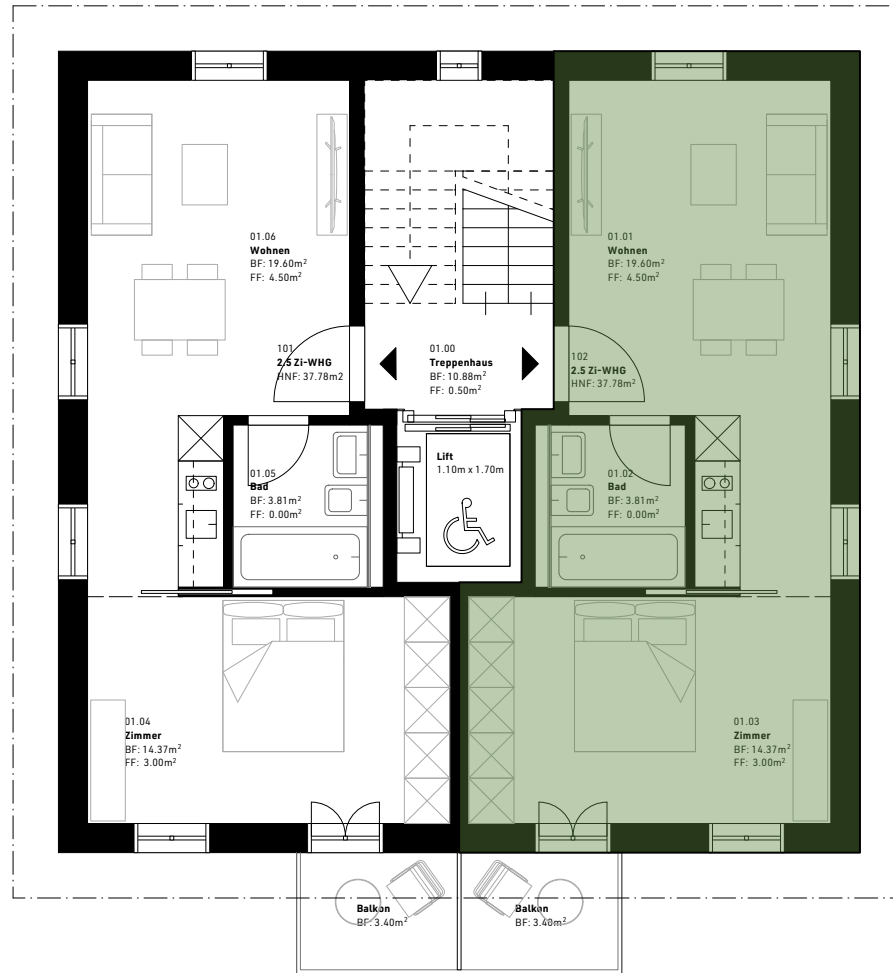 01.06
Wohnen
BF: 19.60m²
FF: 4.50m²
01.01
Wohnen
BF: 19.60m²
FF: 4.50m²
101
2.5 Zi-WHG
HNF: 37.78m2
01.00
Treppenhaus
BF: 10.88m²
FF: 0.50m²
102
2.5 Zi-WHG
HNF: 37.78m²
01.05
Bad
BF: 3.81m²
FF: 0.00m²
Lift
1.10m x 1.70m
01.02
Bad
BF: 3.81m²
FF: 0.00m²
01.04
Zimmer
BF: 14.37m²
FF: 3.00m²
01.03
Zimmer
BF: 14.37m²
FF: 3.00m²
Balkon
BF: 3.40m²
Balkon
BF: 3.40m²